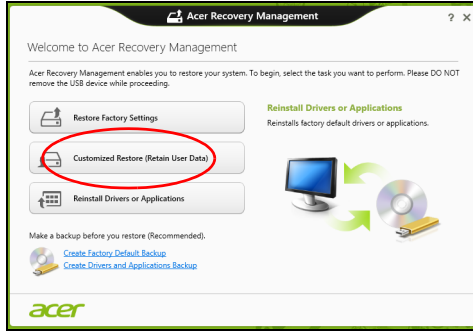 Acer Recovery Management
? X
Welcome to Acer Recovery Management
Acer Recovery Management enables you to restore your system. To begin, select the task you want to perform. Please DO NOT
remove the USB device while proceeding.
Restore Factory Settings
Customized Restore (Retain User Data)
Reinstall Drivers or Applications
Reinstall Drivers or Applications
Reinstalls factory default drivers or applications.
Make a backup before you restore (Recommended).
Create Factory Default Backup
Create Drivers and Applications Backup
acer